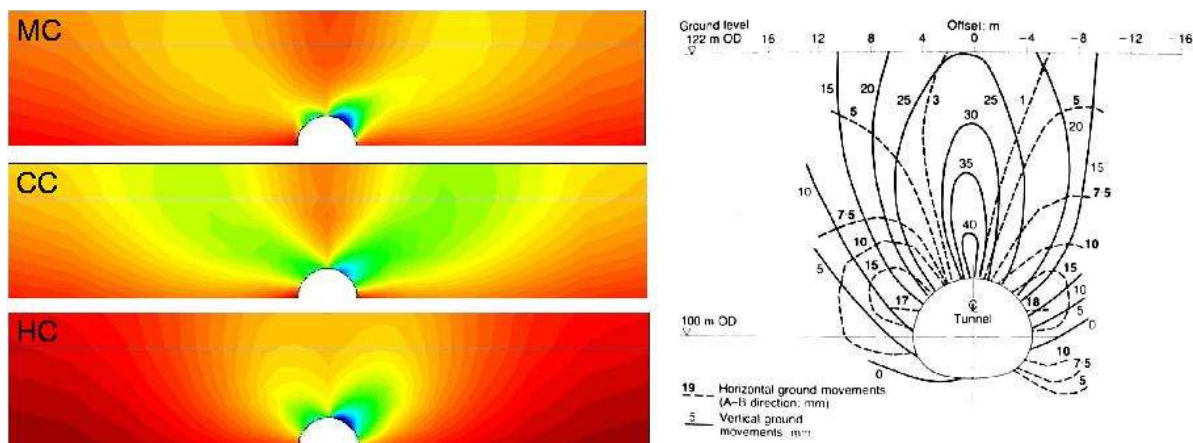 MC
CC
HC
Ground level
122 m OD
Offset: m
16 12 8 4 0 -4 -8 -12 -16
15
20
5
25
3
25
1
5
20
30
15
35
10
7·5
7·5
40
5
10
10
15
15
10
17
18
5
0
Tunnel
100 m OD
10
7·5
5
0
19 Horizontal ground movements
(A–B direction: mm)
5 Vertical ground
movements: mm